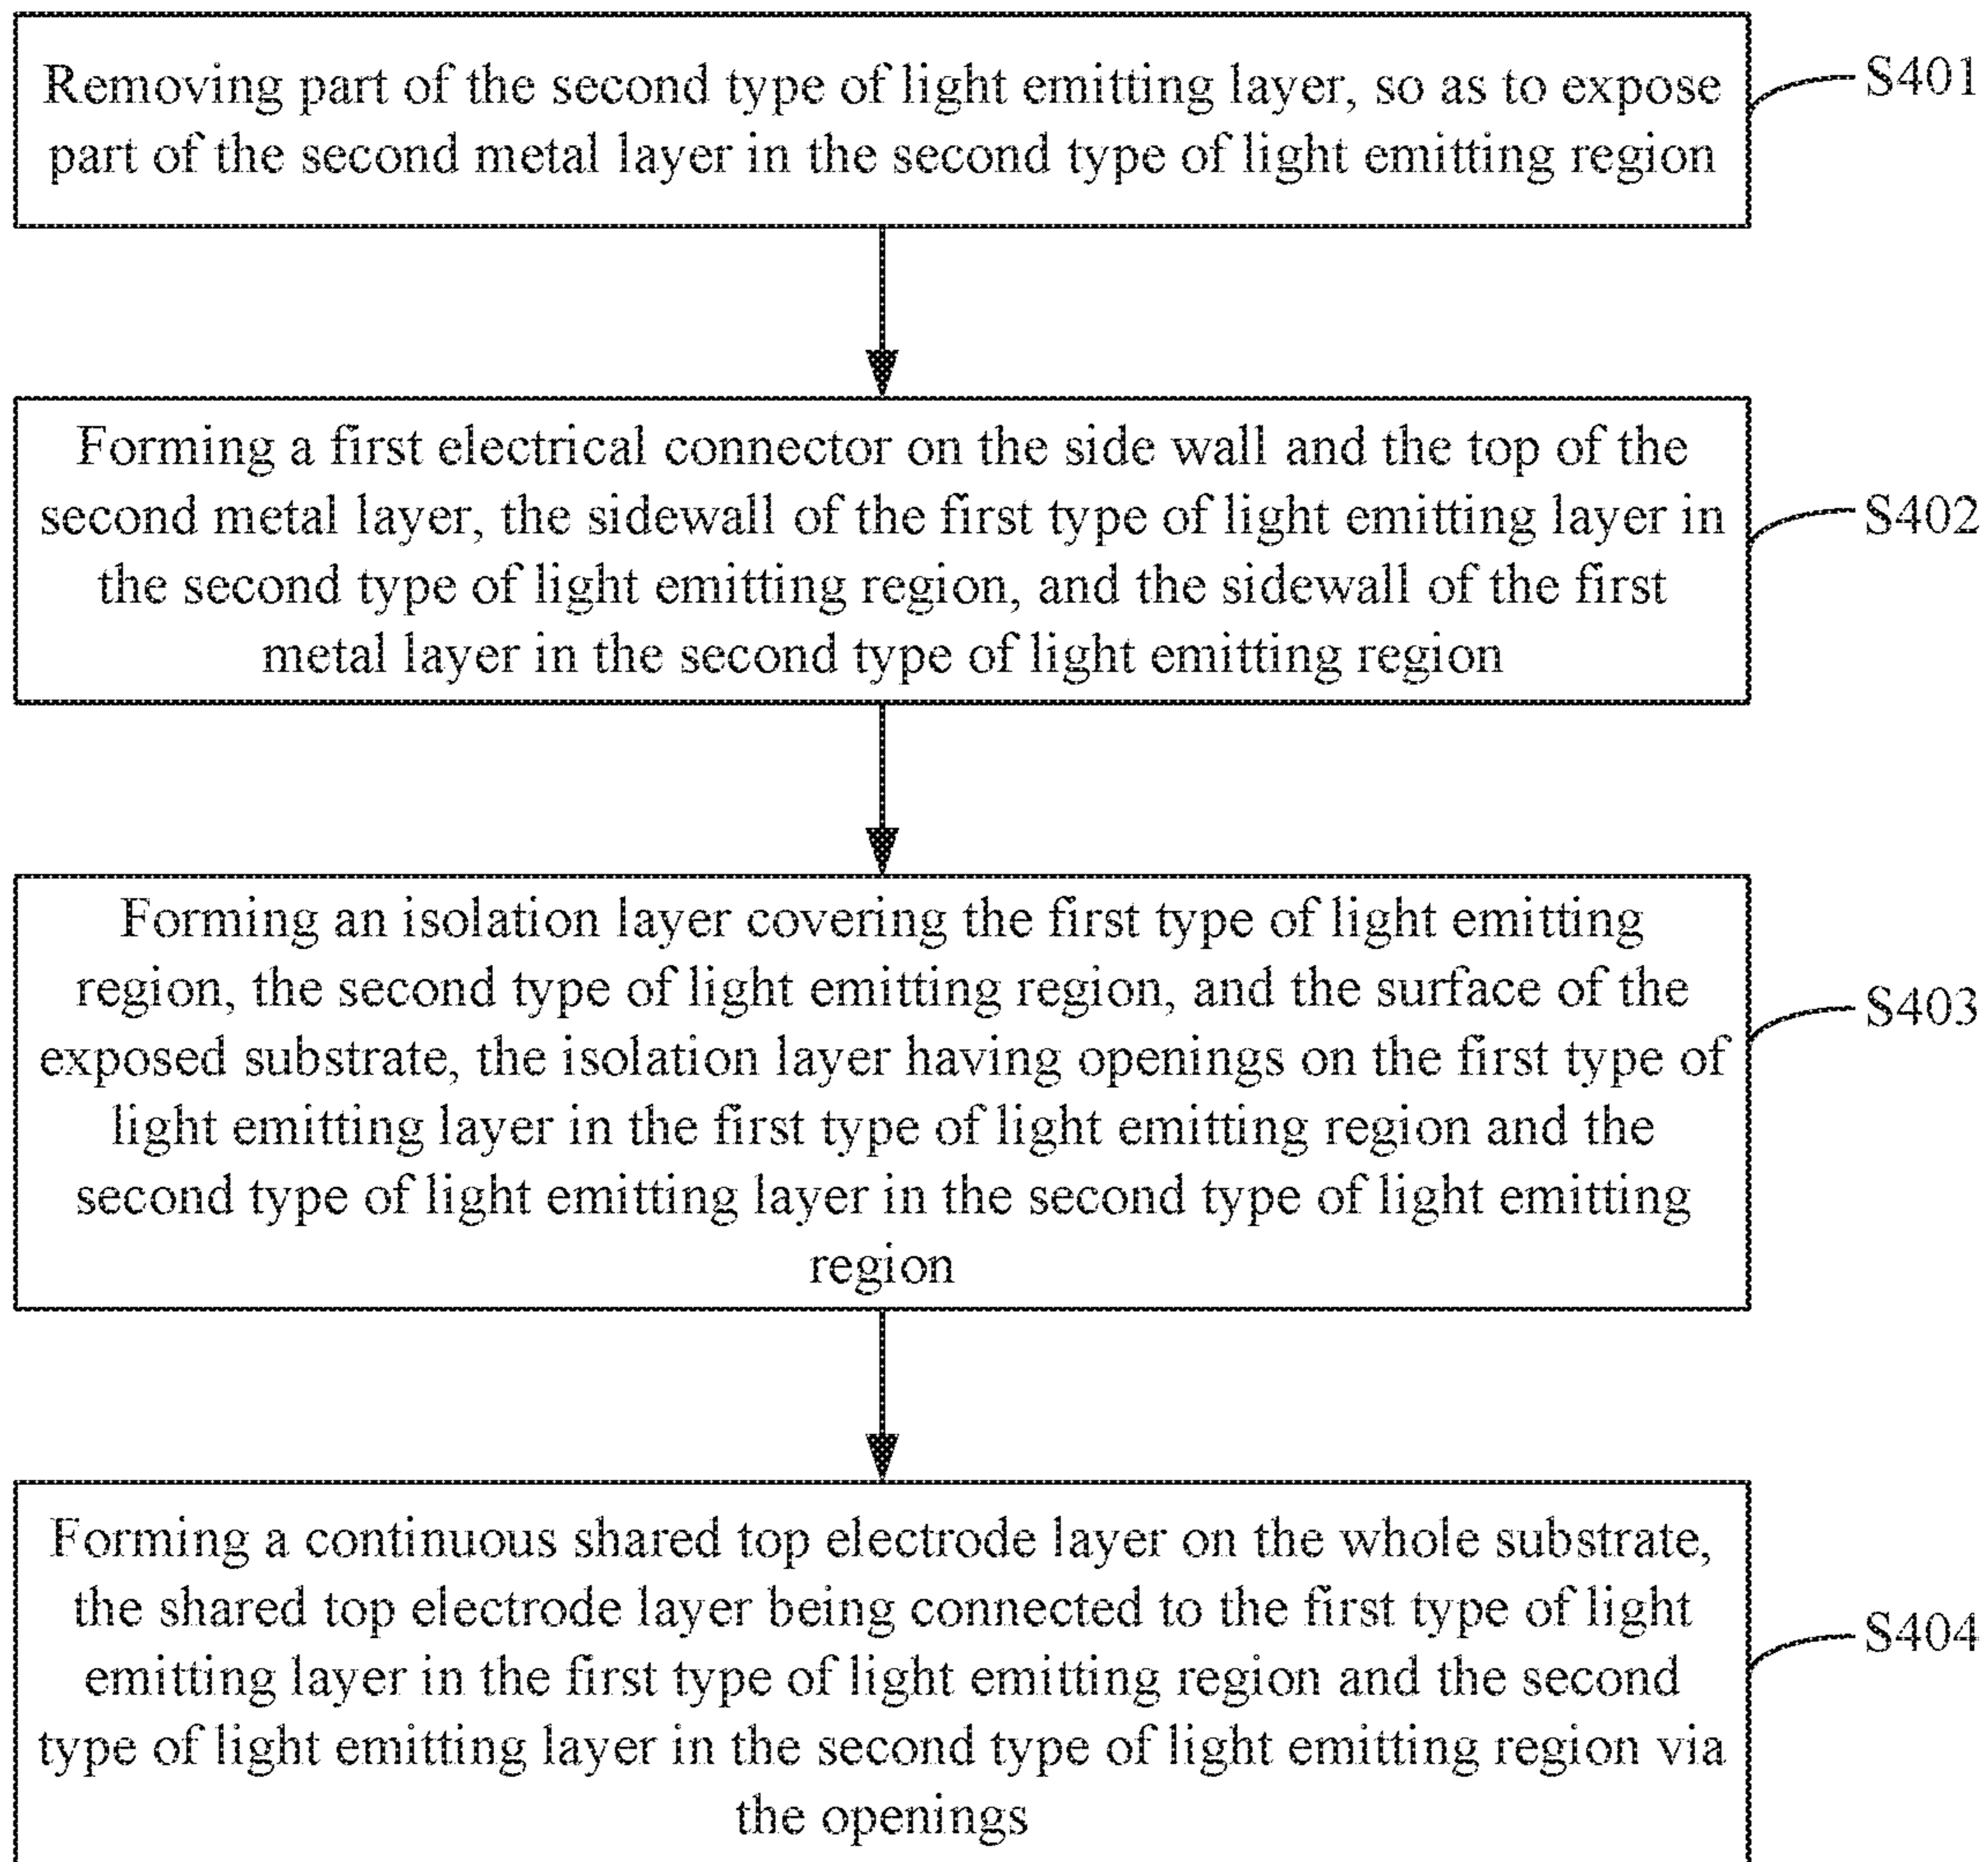 Removing part of the second type of light emitting layer, so as to expose
part of the second metal layer in the second type of light emitting region
S401
Forming a first electrical connector on the side wall and the top of the
second metal layer, the sidewall of the first type of light emitting layer in
the second type of light emitting region, and the sidewall of the first
metal layer in the second type of light emitting region
S402
Forming an isolation layer covering the first type of light emitting
region, the second type of light emitting region, and the surface of the
exposed substrate, the isolation layer having openings on the first type of
light emitting layer in the first type of light emitting region and the
second type of light emitting layer in the second type of light emitting
region
S403
Forming a continuous shared top electrode layer on the whole substrate,
the shared top electrode layer being connected to the first type of light
emitting layer in the first type of light emitting region and the second
type of light emitting layer in the second type of light emitting region via
the openings
S404